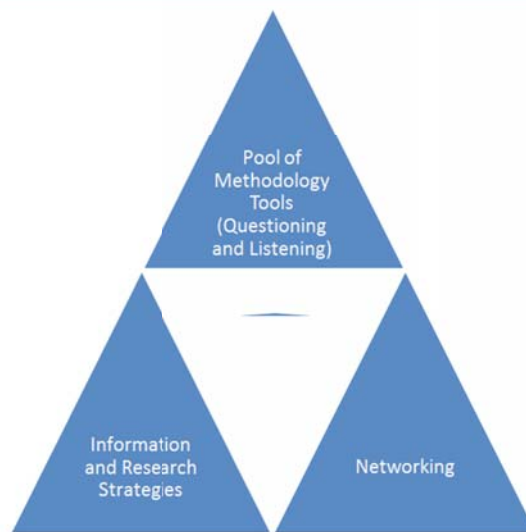 Pool of
Methodology
Tools
(Questioning
and Listening)
Information
and Research
Strategies
Networking